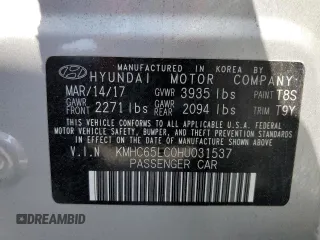 MANUFACTURED IN KOREA BY
HYUNDAI MOTOR COMPANY
MAR/14/17 GVWR 3935 lbs PAINT T8S
GAWR FRONT 2271 lbs GAWR REAR 2094 lbs TRIM T9Y
THIS VEHICLE CONFORMS TO ALL APPLICABLE U.S.
FEDERAL MOTOR VEHICLE SAFETY,
BUMPER, AND THEFT PREVENTION STANDARDS
IN EFFECT ON THE DATE OF MANUFACTURE
SHOWN ABOVE.
V.I.N KMHC65LC0HU031537
PASSENGER CAR
DREAMBID